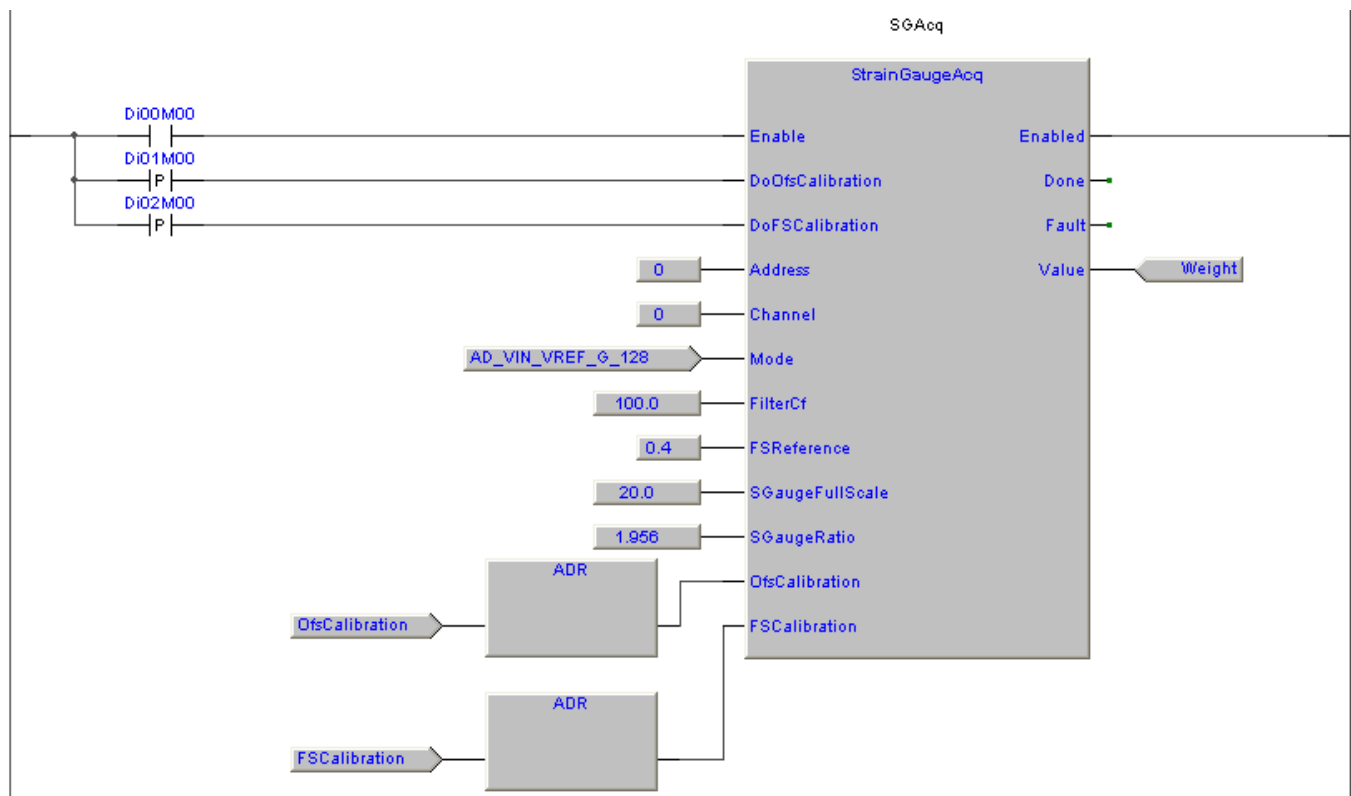 SGAcq
StrainGaugeAcq
Di00M00
Enable Enabled
Di01M00
P DoOfsCalibration Done
Di02M00
P DoFSCalibration Fault
0 Address Value Weight
0 Channel
AD_VIN_VREF_G_128 Mode
100.0 FilterCf
0.4 FSReference
20.0 SGaugeFullScale
1.956 SGaugeRatio
ADR
OfsCalibration
OfsCalibration
FSCalibration
ADR
FSCalibration